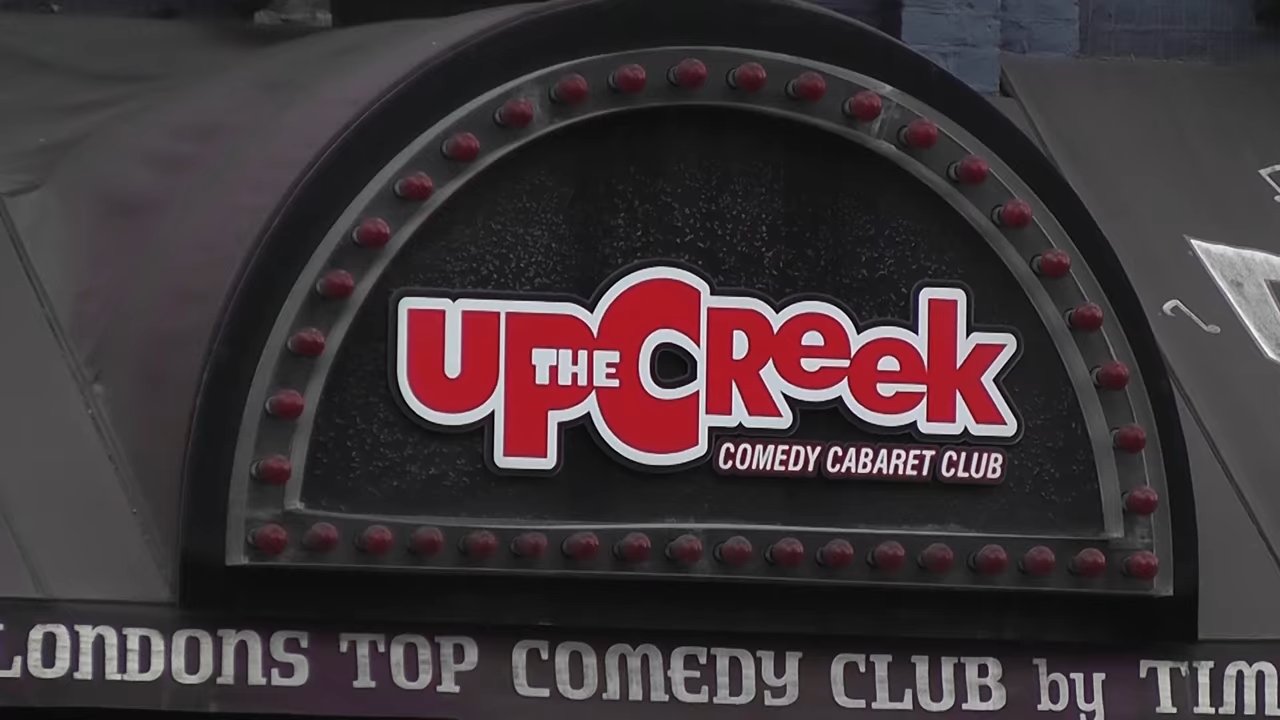 UP THE CReek
COMEDY CABARET CLUB
LONDONS TOP COMEDY CLUB by TIM